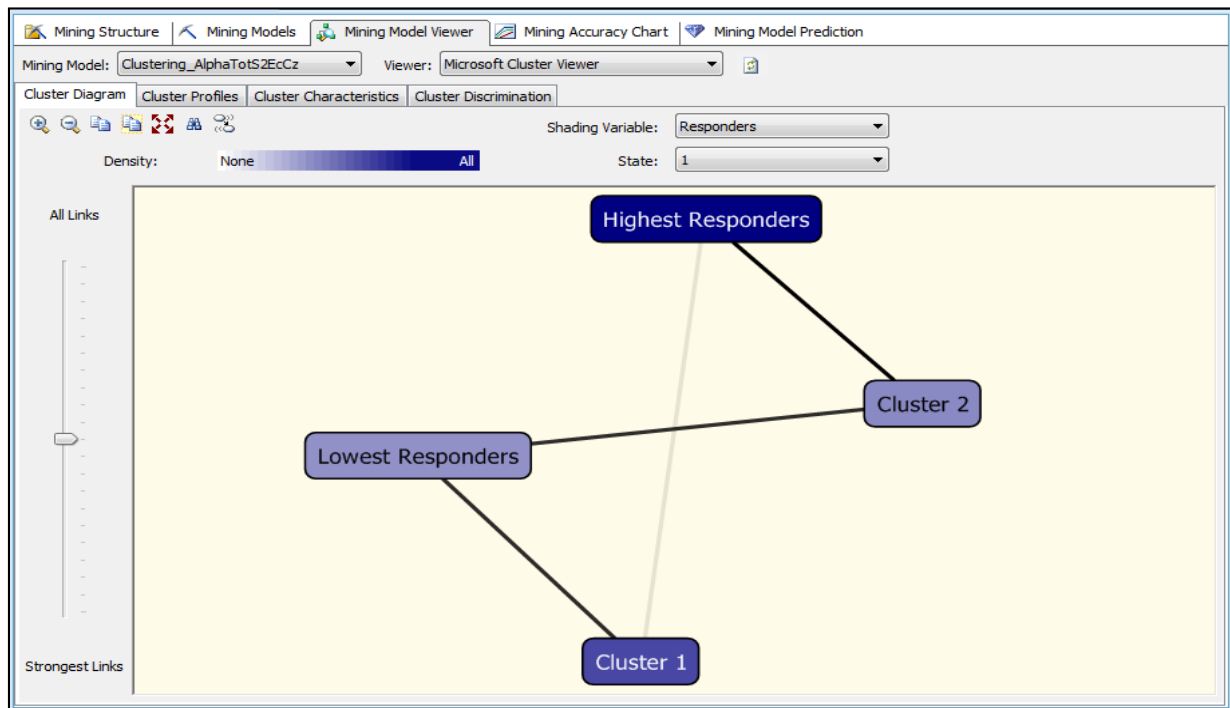 Mining Structure Mining Models Mining Model Viewer Mining Accuracy Chart Mining Model Prediction
Mining Model: Clustering_AlphaTotS2EcCz Viewer: Microsoft Cluster Viewer
Cluster Diagram Cluster Profiles Cluster Characteristics Cluster Discrimination
Shading Variable: Responders
Density: None All State: 1
All Links
Highest Responders
Cluster 2
Lowest Responders
Cluster 1
Strongest Links